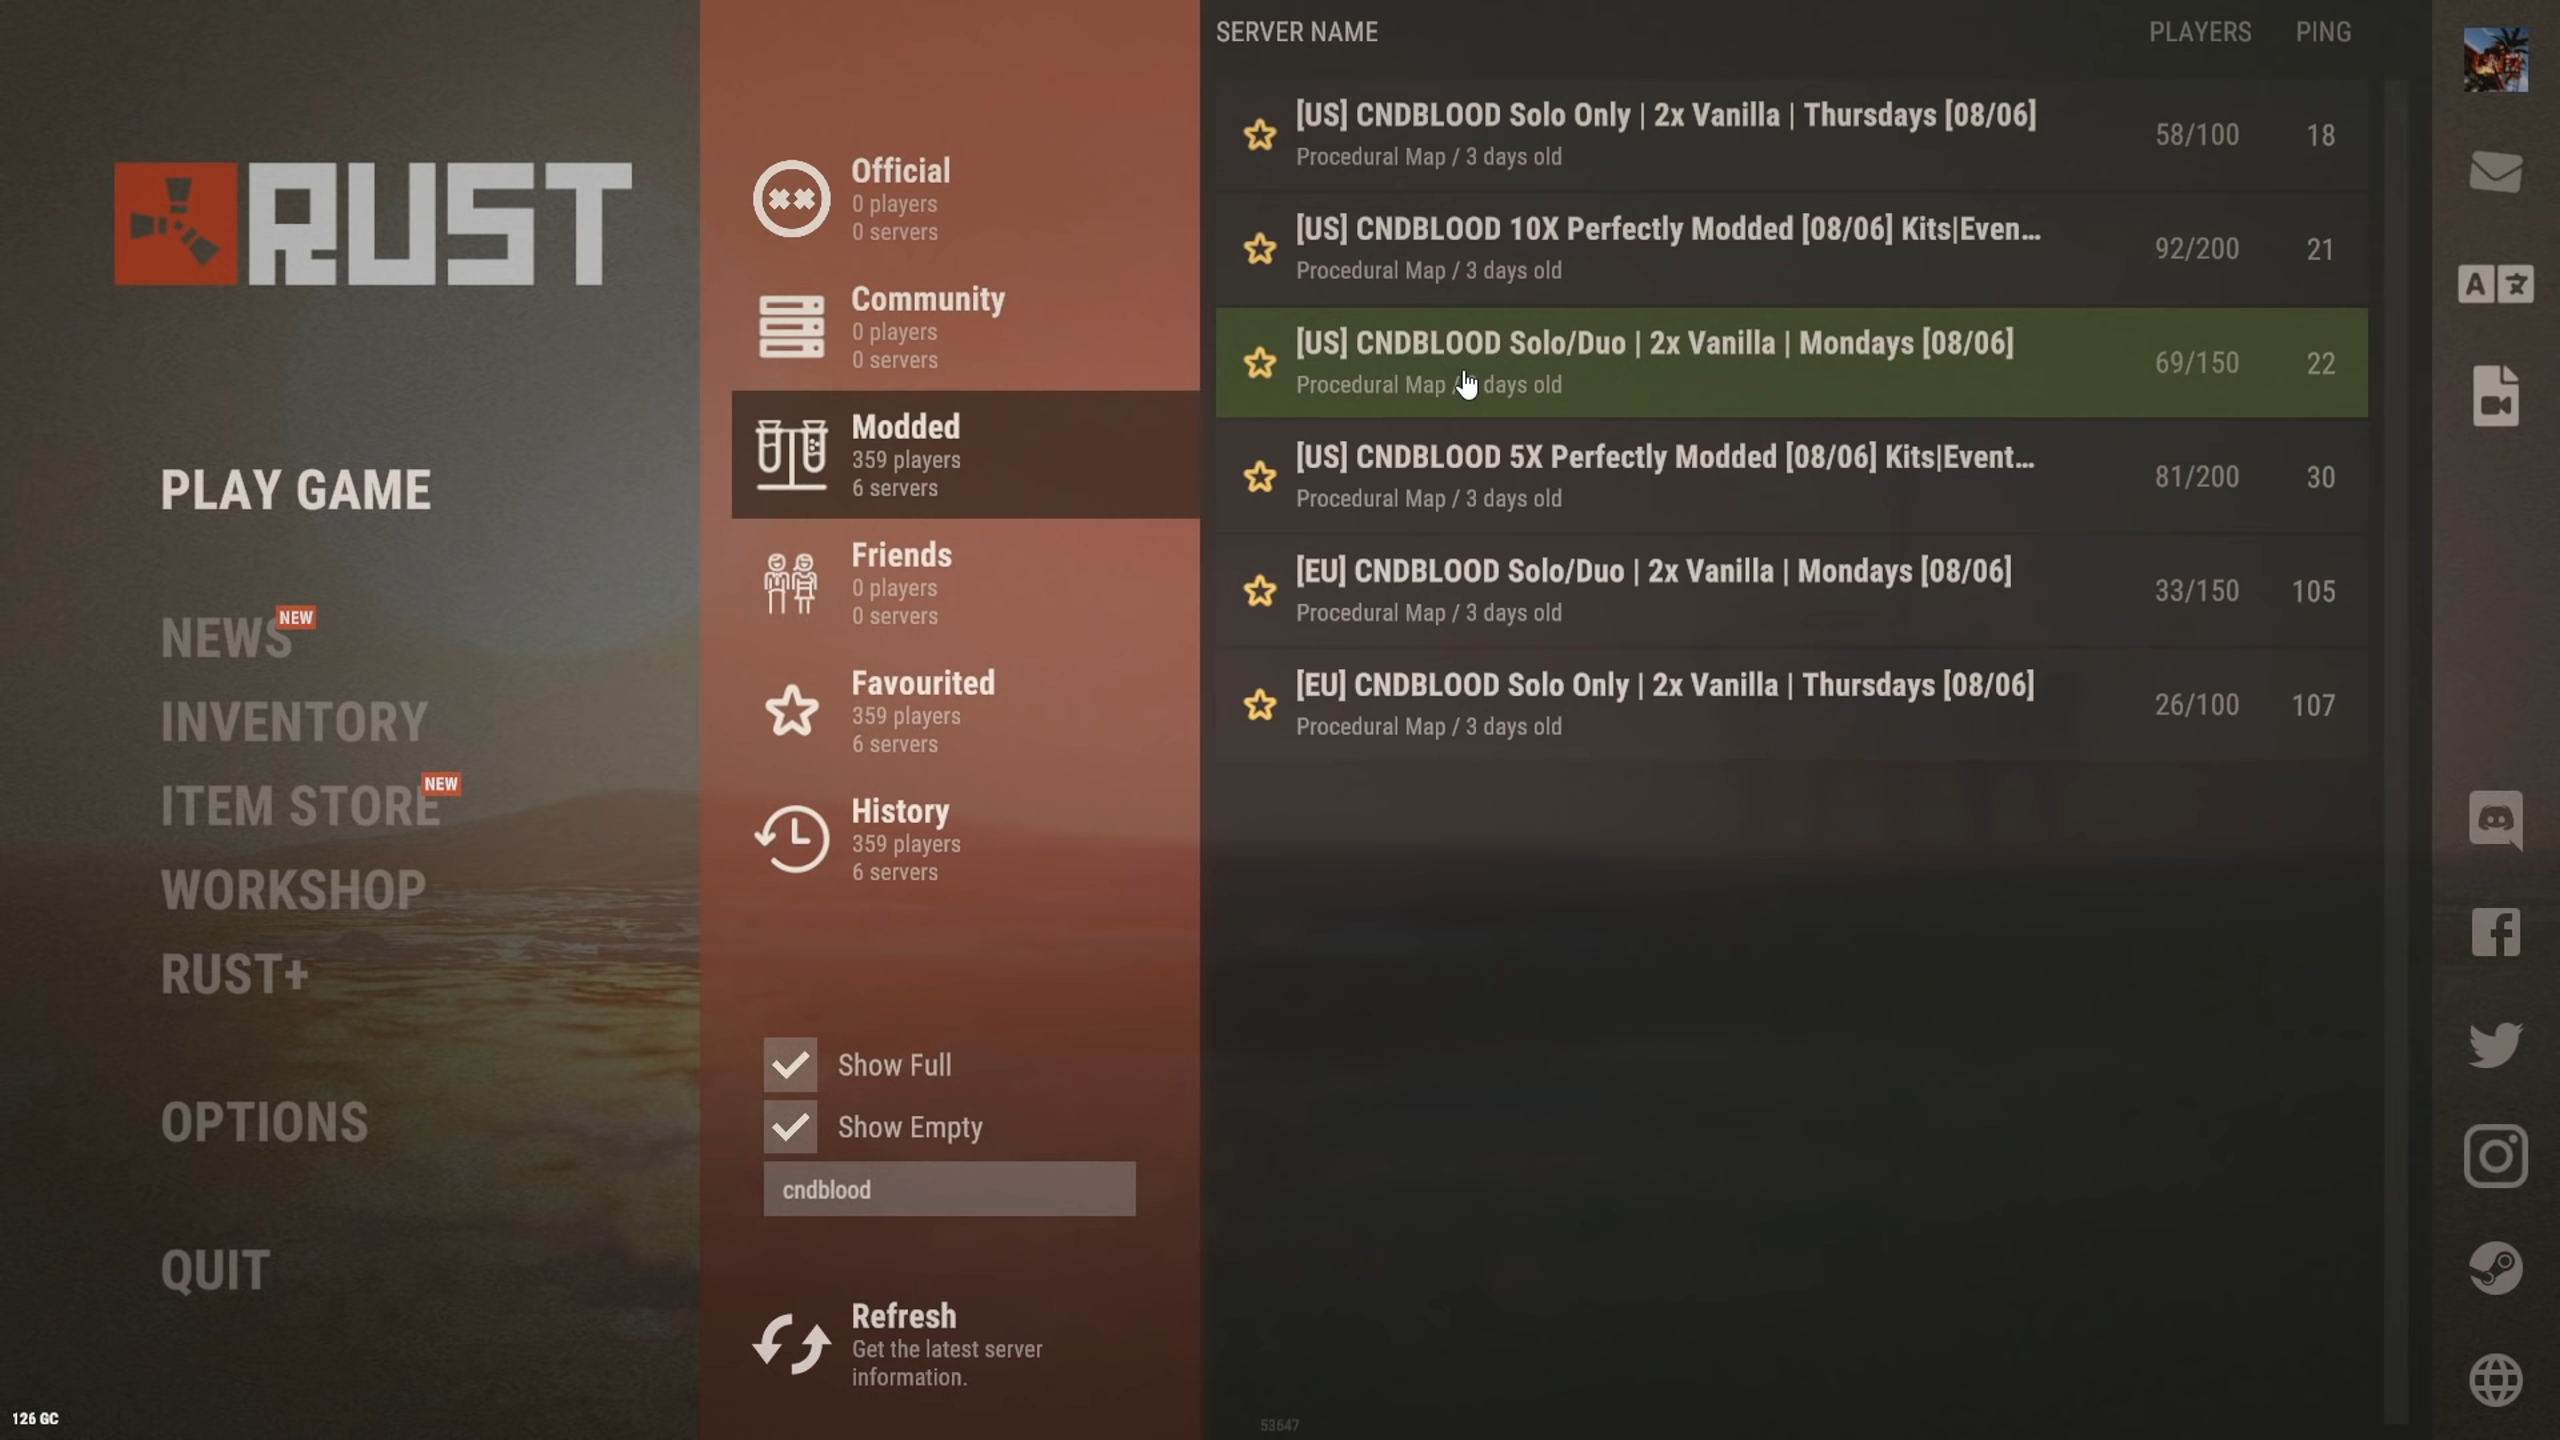 RUST
PLAY GAME
NEWS
NEW
INVENTORY
ITEM STORE
NEW
WORKSHOP
RUST+
OPTIONS
QUIT
126 GC
Official
0 players
0 servers
Community
0 players
0 servers
Modded
359 players
6 servers
Friends
0 players
0 servers
Favourited
359 players
6 servers
History
359 players
6 servers
Show Full
Show Empty
cndblood
Refresh
Get the latest server
information.
SERVER NAME PLAYERS PING
[US] CNDBLOOD Solo Only | 2x Vanilla | Thursdays [08/06]
Procedural Map / 3 days old
58/100 18
[US] CNDBLOOD 10X Perfectly Modded [08/06] Kits|Even...
Procedural Map / 3 days old
92/200 21
[US] CNDBLOOD Solo/Duo | 2x Vanilla | Mondays [08/06]
Procedural Map / days old
69/150 22
[US] CNDBLOOD 5X Perfectly Modded [08/06] Kits|Event...
Procedural Map / 3 days old
81/200 30
[EU] CNDBLOOD Solo/Duo | 2x Vanilla | Mondays [08/06]
Procedural Map / 3 days old
33/150 105
[EU] CNDBLOOD Solo Only | 2x Vanilla | Thursdays [08/06]
Procedural Map / 3 days old
26/100 107
53647
A 文